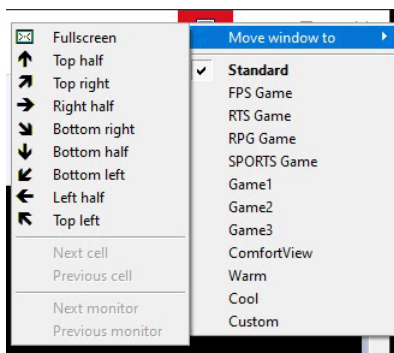 Fullscreen
Top half
Top right
Right half
Bottom right
Bottom half
Bottom left
Left half
Top left
Next cell
Previous cell
Next monitor
Previous monitor
Move window to
Standard
FPS Game
RTS Game
RPG Game
SPORTS Game
Game1
Game2
Game3
ComfortView
Warm
Cool
Custom